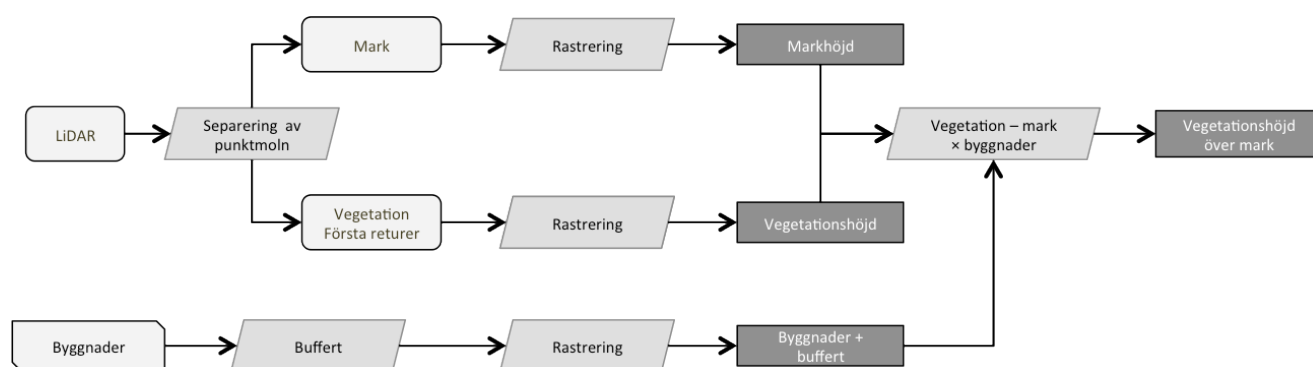 Mark
Rastrering
Markhöjd
LiDAR
Separering av
punktmoln
Vegetation – mark
× byggnader
Vegetationshöjd
över mark
Vegetation
Första returer
Rastrering
Vegetationshöjd
Byggnader
Buffert
Rastrering
Byggnader +
buffert